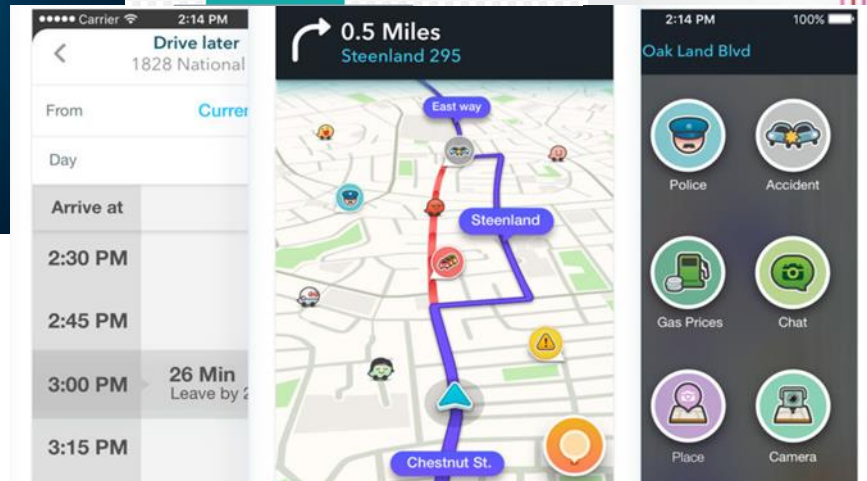 Carrier 2:14 PM
Drive later
1828 National
From
Day
Arrive at
2:30 PM
2:45 PM
3:00 PM
26 Min
Leave by
3:15 PM
0.5 Miles
Steenland 295
East way
Steenland
Chestnut St.
2:14 PM 100%
Oak Land Blvd
Police Accident
Gas Prices Chat
Place Camera